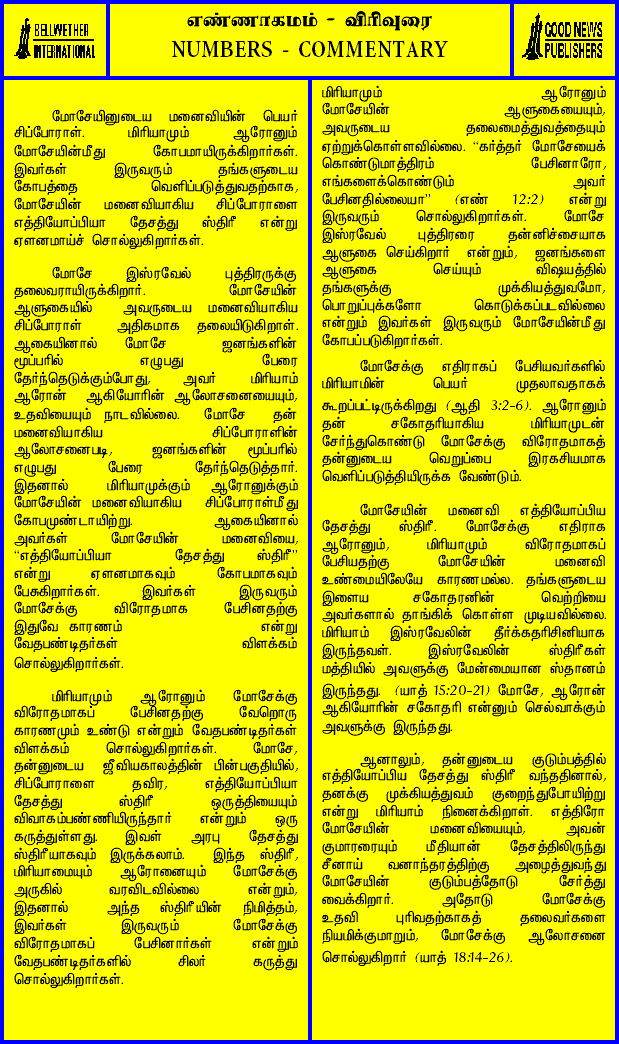 BELLWETHER
INTERNATIONAL
எண்ணாகமம் - விரிவுரை
NUMBERS - COMMENTARY
GOOD NEWS
PUBLISHERS
மோசேயினுடைய மனைவியின் பெயர்
சிப்போராள். மிரியாமும் ஆரோனும்
மோசேயின்மீது கோபமாயிருக்கிறார்கள்.
இவர்கள் இருவரும் தங்களுடைய
கோபத்தை வெளிப்படுத்துவதற்காக,
மோசேயின் மனைவியாகிய சிப்போராளை
எத்தியோப்பியா தேசத்து ஸ்திரீ என்று
ஏளனமாய்ச் சொல்லுகிறார்கள்.
மோசே இஸ்ரவேல் புத்திரருக்கு
தலைவராயிருக்கிறார். மோசேயின்
ஆளுகையில் அவருடைய மனைவியாகிய
சிப்போராள் அதிகமாக தலையிடுகிறாள்.
ஆகையினால் மோசே ஜனங்களின்
மூப்பரில் எழுபது பேரை
தேர்ந்தெடுக்கும்போது, அவர் மிரியாம்
ஆரோன் ஆகியோரின் ஆலோசனையையும்,
உதவியையும் நாடவில்லை. மோசே தன்
மனைவியாகிய சிப்போராளின்
ஆலோசனைபடி, ஜனங்களின் மூப்பரில்
எழுபது பேரை தேர்ந்தெடுத்தார்.
இதனால் மிரியாமுக்கும் ஆரோனுக்கும்
மோசேயின் மனைவியாகிய சிப்போராள்மீது
கோபமுண்டாயிற்று. ஆகையினால்
அவர்கள் மோசேயின் மனைவியை,
“எத்தியோப்பியா தேசத்து ஸ்திரீ”
என்று ஏளனமாகவும் கோபமாகவும்
பேசுகிறார்கள். இவர்கள் இருவரும்
மோசேக்கு விரோதமாக பேசினதற்கு
இதுவே காரணம் என்று
வேதபண்டிதர்கள் விளக்கம்
சொல்லுகிறார்கள்.
மிரியாமும் ஆரோனும் மோசேக்கு
விரோதமாகப் பேசினதற்கு வேறொரு
காரணமும் உண்டு என்றும் வேதபண்டிதர்கள்
விளக்கம் சொல்லுகிறார்கள். மோசே,
தன்னுடைய ஜீவியகாலத்தின் பின்பகுதியில்,
சிப்போராளை தவிர, எத்தியோப்பியா
தேசத்து ஸ்திரீ ஒருத்தியையும்
விவாகம்பண்ணியிருந்தார் என்றும் ஒரு
கருத்துள்ளது. இவள் அரபு தேசத்து
ஸ்திரீயாகவும் இருக்கலாம். இந்த ஸ்திரீ,
மிரியாமையும் ஆரோனையும் மோசேக்கு
அருகில் வரவிடவில்லை என்றும்,
இதனால் அந்த ஸ்திரீயின் நிமித்தம்,
இவர்கள் இருவரும் மோசேக்கு
விரோதமாகப் பேசினார்கள் என்றும்
வேதபண்டிதர்களில் சிலர் கருத்து
சொல்லுகிறார்கள்.
மிரியாமும் ஆரோனும்
மோசேயின் ஆளுகையையும்,
அவருடைய தலைமைத்துவத்தையும்
ஏற்றுக்கொள்ளவில்லை. “கர்த்தர் மோசேயைக்
கொண்டுமாத்திரம் பேசினாரோ,
எங்களைக்கொண்டும் அவர்
பேசினதில்லையா” (எண் 12:2) என்று
இருவரும் சொல்லுகிறார்கள். மோசே
இஸ்ரவேல் புத்திரரை தன்னிச்சையாக
ஆளுகை செய்கிறார் என்றும், ஜனங்களை
ஆளுகை செய்யும் விஷயத்தில்
தங்களுக்கு முக்கியத்துவமோ,
பொறுப்புக்களோ கொடுக்கப்படவில்லை
என்றும் இவர்கள் இருவரும் மோசேயின்மீது
கோபப்படுகிறார்கள்.
மோசேக்கு எதிராகப் பேசியவர்களில்
மிரியாமின் பெயர் முதலாவதாகக்
கூறப்பட்டிருக்கிறது (ஆதி 3:2-6). ஆரோனும்
தன் சகோதரியாகிய மிரியாமுடன்
சேர்ந்துகொண்டு மோசேக்கு விரோதமாகத்
தன்னுடைய வெறுப்பை இரகசியமாக
வெளிப்படுத்தியிருக்க வேண்டும்.
மோசேயின் மனைவி எத்தியோப்பிய
தேசத்து ஸ்திரீ. மோசேக்கு எதிராக
ஆரோனும், மிரியாமும் விரோதமாகப்
பேசியதற்கு மோசேயின் மனைவி
உண்மையிலேயே காரணமல்ல. தங்களுடைய
இளைய சகோதரனின் வெற்றியை
அவர்களால் தாங்கிக் கொள்ள முடியவில்லை.
மிரியாம் இஸ்ரவேலின் தீர்க்கதரிசினியாக
இருந்தவள். இஸ்ரவேலின் ஸ்திரீகள்
மத்தியில் அவளுக்கு மேன்மையான ஸ்தானம்
இருந்தது. (யாத் 15:20-21) மோசே, ஆரோன்
ஆகியோரின் சகோதரி என்னும் செல்வாக்கும்
அவளுக்கு இருந்தது.
ஆனாலும், தன்னுடைய குடும்பத்தில்
எத்தியோப்பிய தேசத்து ஸ்திரீ வந்ததினால்,
தனக்கு முக்கியத்துவம் குறைந்துபோயிற்று
என்று மிரியாம் நினைக்கிறாள். எத்திரோ
மோசேயின் மனைவியையும், அவன்
குமாரரையும் மீதியான் தேசத்திலிருந்து
சீனாய் வனாந்தரத்திற்கு அழைத்துவந்து
மோசேயின் குடும்பத்தோடு சேர்த்து
வைக்கிறார். அதோடு மோசேக்கு
உதவி புரிவதற்காகத் தலைவர்களை
நியமிக்குமாறும், மோசேக்கு ஆலோசனை
சொல்லுகிறார் (யாத் 18:14-26).